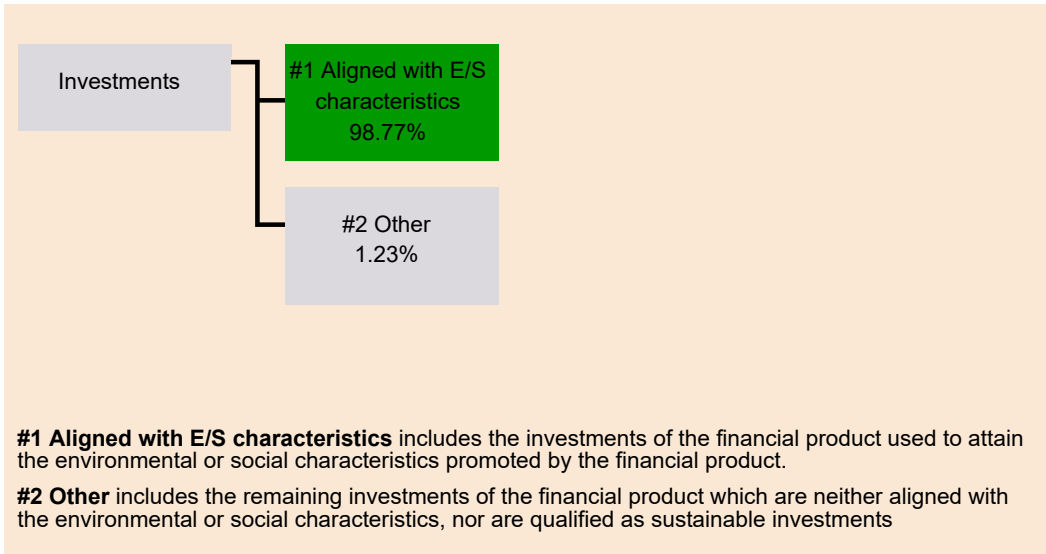 Investments
#1 Aligned with E/S
characteristics
98.77%
#2 Other
1.23%
#1 Aligned with E/S characteristics includes the investments of the financial product used to attain
the environmental or social characteristics promoted by the financial product.
#2 Other includes the remaining investments of the financial product which are neither aligned with
the environmental or social characteristics, nor are qualified as sustainable investments